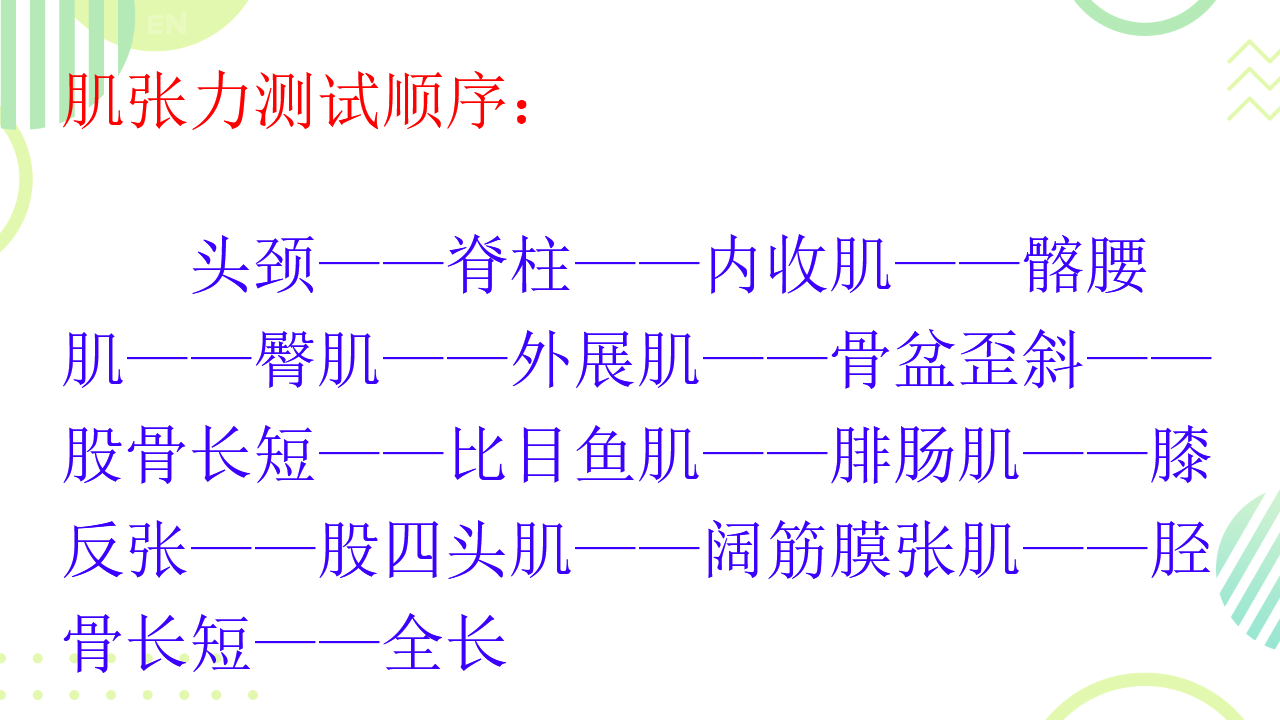 EN
肌张力测试顺序：
头颈——脊柱——内收肌——髂腰
肌——臀肌——外展肌——骨盆歪斜——
股骨长短——比目鱼肌——腓肠肌——膝
反张——股四头肌——阔筋膜张肌——胫
骨长短——全长